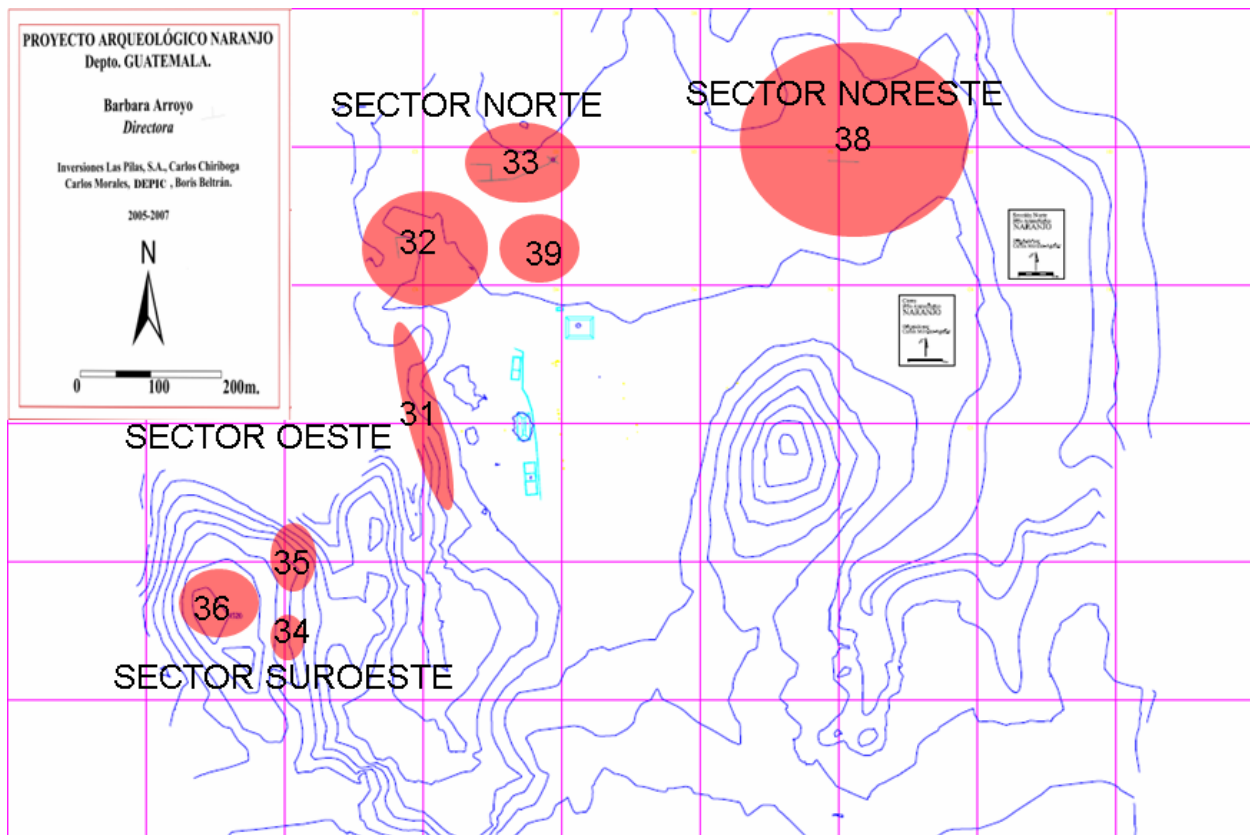 PROYECTO ARQUEOLÓGICO NARANJO
Depto. GUATEMALA.
Barbara Arroyo
Directora
Inversiones Las Pilas, S.A., Carlos Chiriboga
Carlos Morales, DEPIC , Boris Beltrán.
2005-2007
N
0 100 200m.
SECTOR NORTE
33
32
39
SECTOR NORESTE
38
NARANJO
NARANJO
31
SECTOR OESTE
35
36
34
SECTOR SUROESTE